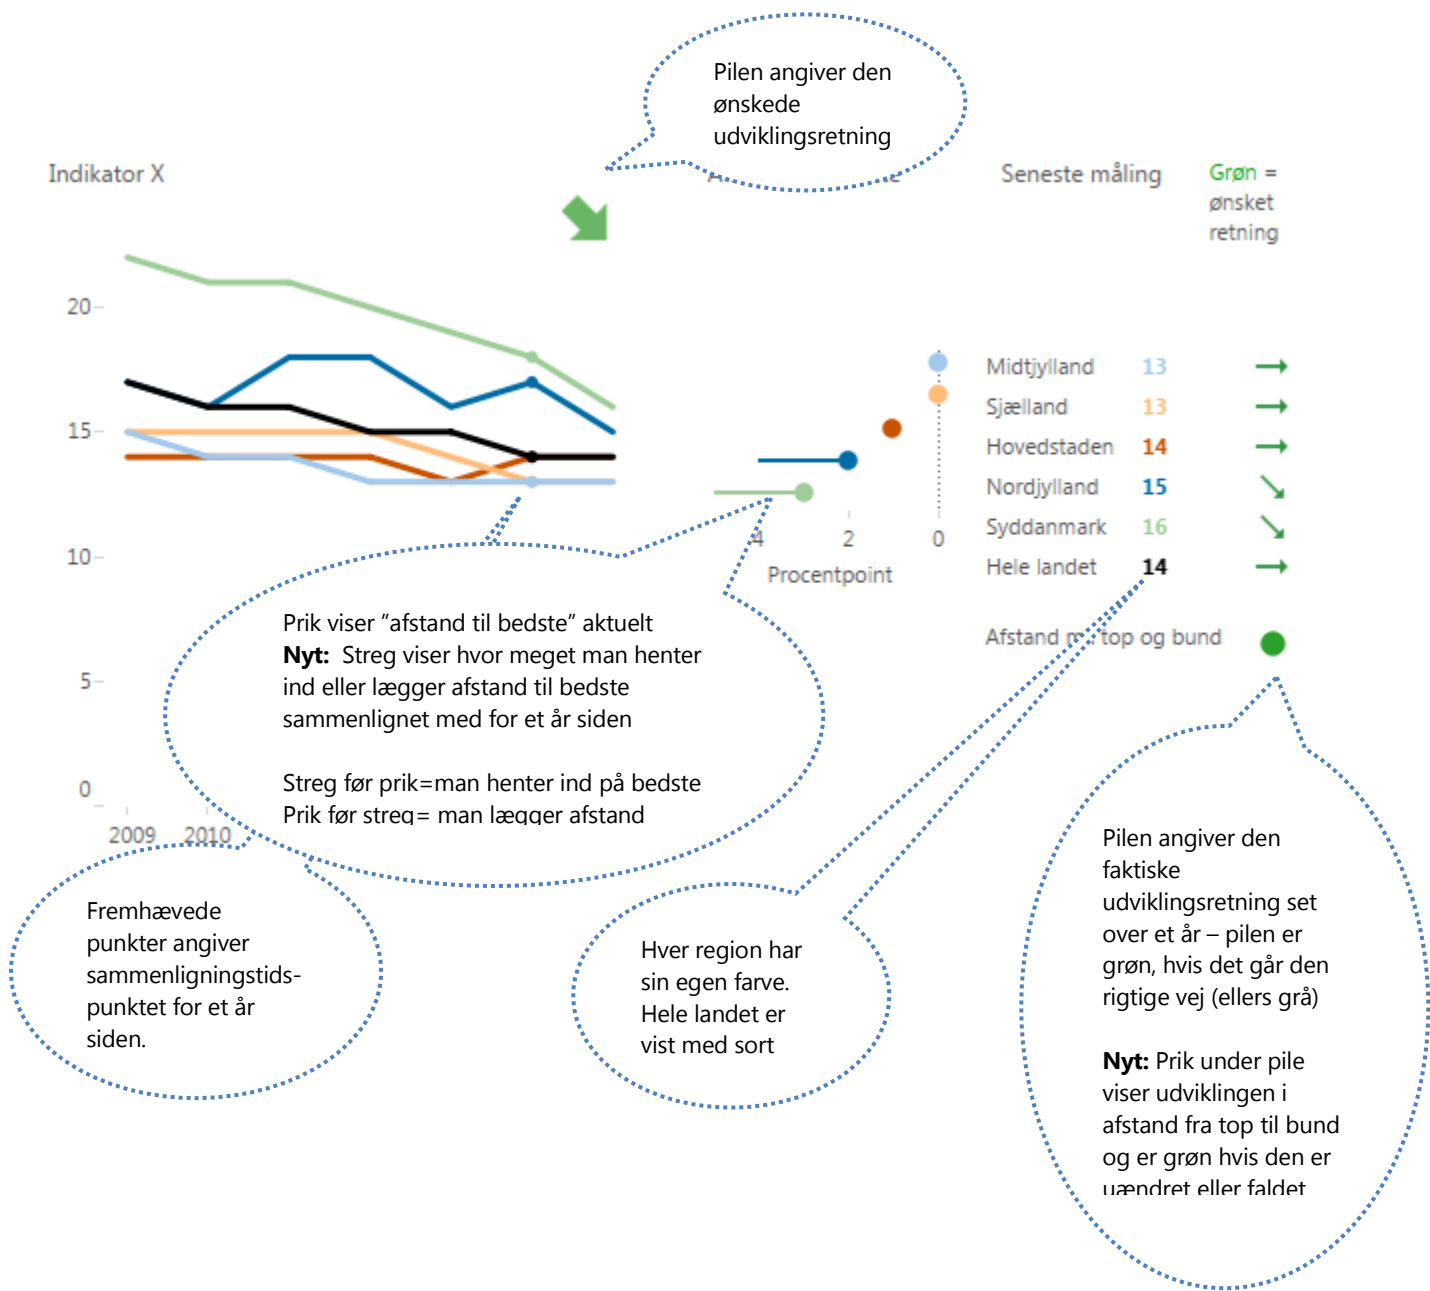 Pilen angiver den
ønskede
udviklingsretning
Indikator X
Seneste måling
Grøn =
ønsket
retning
20
15
10
5
0
2009 2010
4 2 0
Procentpoint
Midtjylland 13
Sjælland 13
Hovedstaden 14
Nordjylland 15
Syddanmark 16
Hele landet 14
Afstand top og bund
Prik viser ”afstand til bedste” aktuelt
Nyt: Streg viser hvor meget man henter
ind eller lægger afstand til bedste
sammenlignet med for et år siden
Streg før prik=man henter ind på bedste
Prik før streg= man lægger afstand
Fremhævede
punkter angiver
sammenligningstids-
punktet for et år
siden.
Hver region har
sin egen farve.
Hele landet er
vist med sort
Pilen angiver den
faktiske
udviklingsretning set
over et år – pilen er
grøn, hvis det går den
rigtige vej (ellers grå)
Nyt: Prik under pile
viser udviklingen i
afstand fra top til bund
og er grøn hvis den er
uændret eller faldet